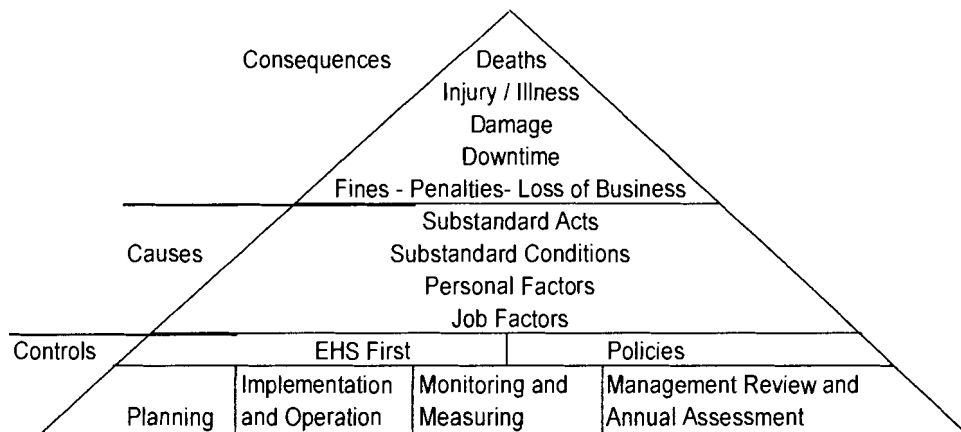 Consequences Deaths
Injury / Illness
Damage
Downtime
Fines - Penalties- Loss of Business
Substandard Acts
Causes Substandard Conditions
Personal Factors
Job Factors
Controls EHS First Policies
Planning
Implementation
and Operation
Monitoring and
Measuring
Management Review and
Annual Assessment